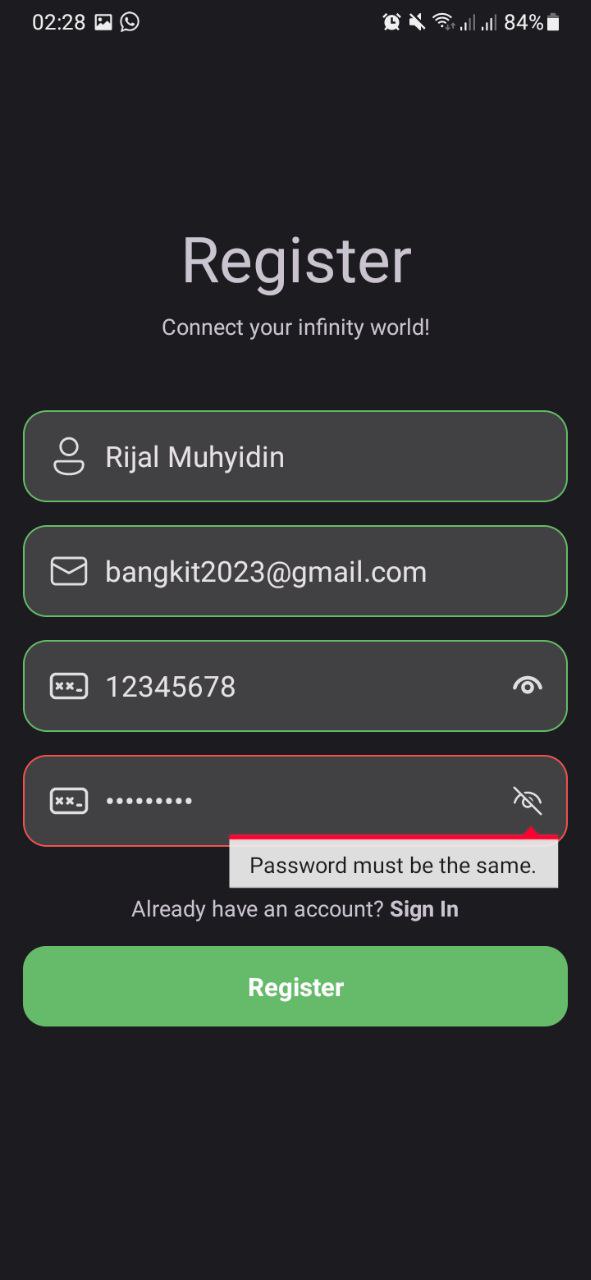 02:28 84%
Register
Connect your infinity world!
Rijal Muhyidin
bangkit2023@gmail.com
12345678
•••••••••
Password must be the same.
Already have an account? Sign In
Register